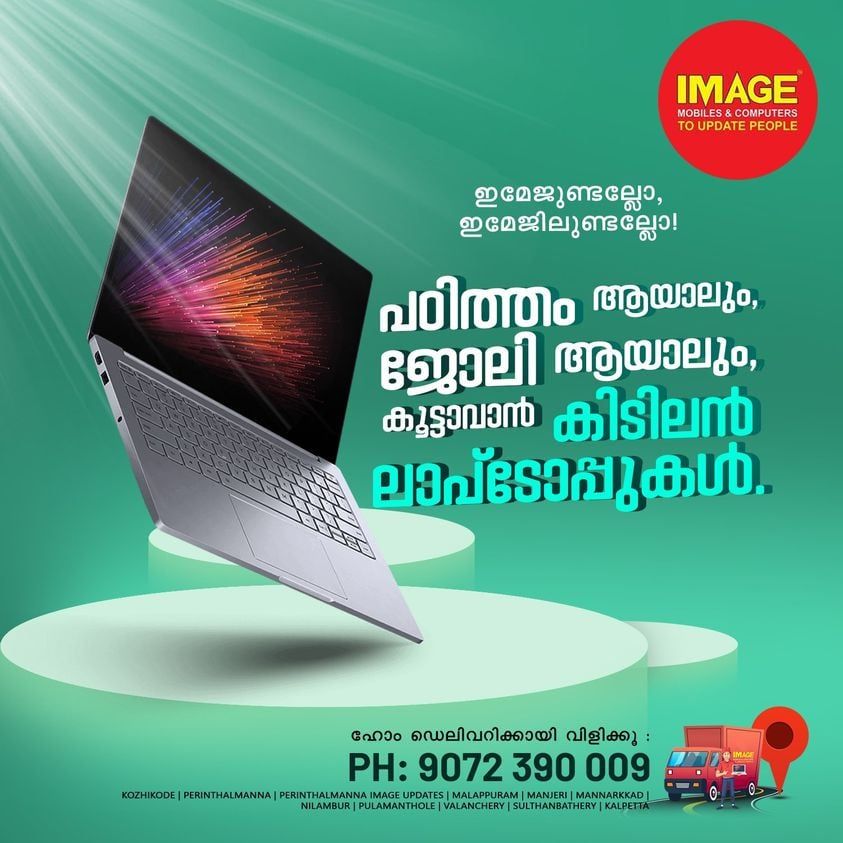 IMAGE
MOBILES & COMPUTERS
TO UPDATE PEOPLE
ഇമേജുണ്ടല്ലോ,
ഇമേജിലുണ്ടല്ലോ!
പഠിത്തം ആയാലും,
ജോലി ആയാലും,
കൂട്ടാവാൻ കിടിലൻ
ലാപ്ടോപ്പുകൾ.
ഹോം ഡെലിവറിക്കായി വിളിക്കൂ :
PH: 9072 390 009
IMAGE
KOZHIKODE | PERINTHALMANNA | PERINTHALMANNA IMAGE UPDATES | MALAPPURAM | MANJERI | MANNARKKAD |
NILAMBUR | PULAMANTHOLE | VALANCHERY | SULTHANBATHERY | KALPETTA